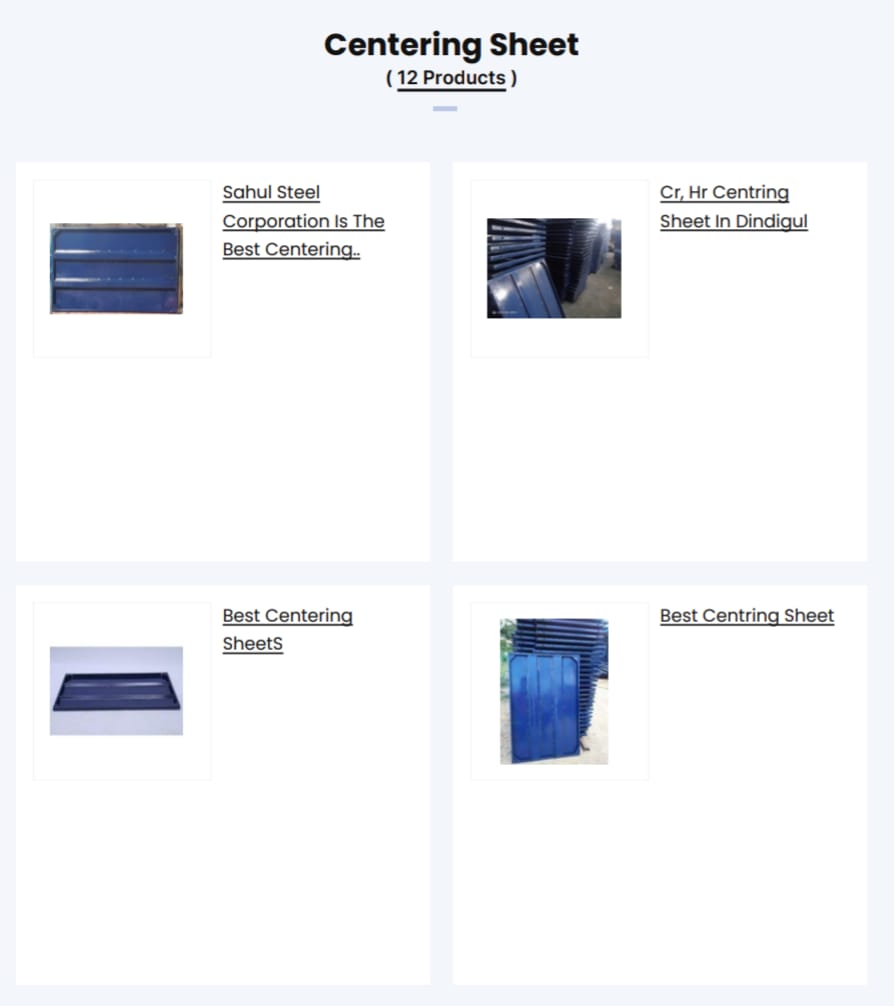 Centering Sheet
( 12 Products )
Sahul Steel
Corporation Is The
Best Centering..
Cr, Hr Centring
Sheet In Dindigul
Best Centering
SheetS
Best Centring Sheet